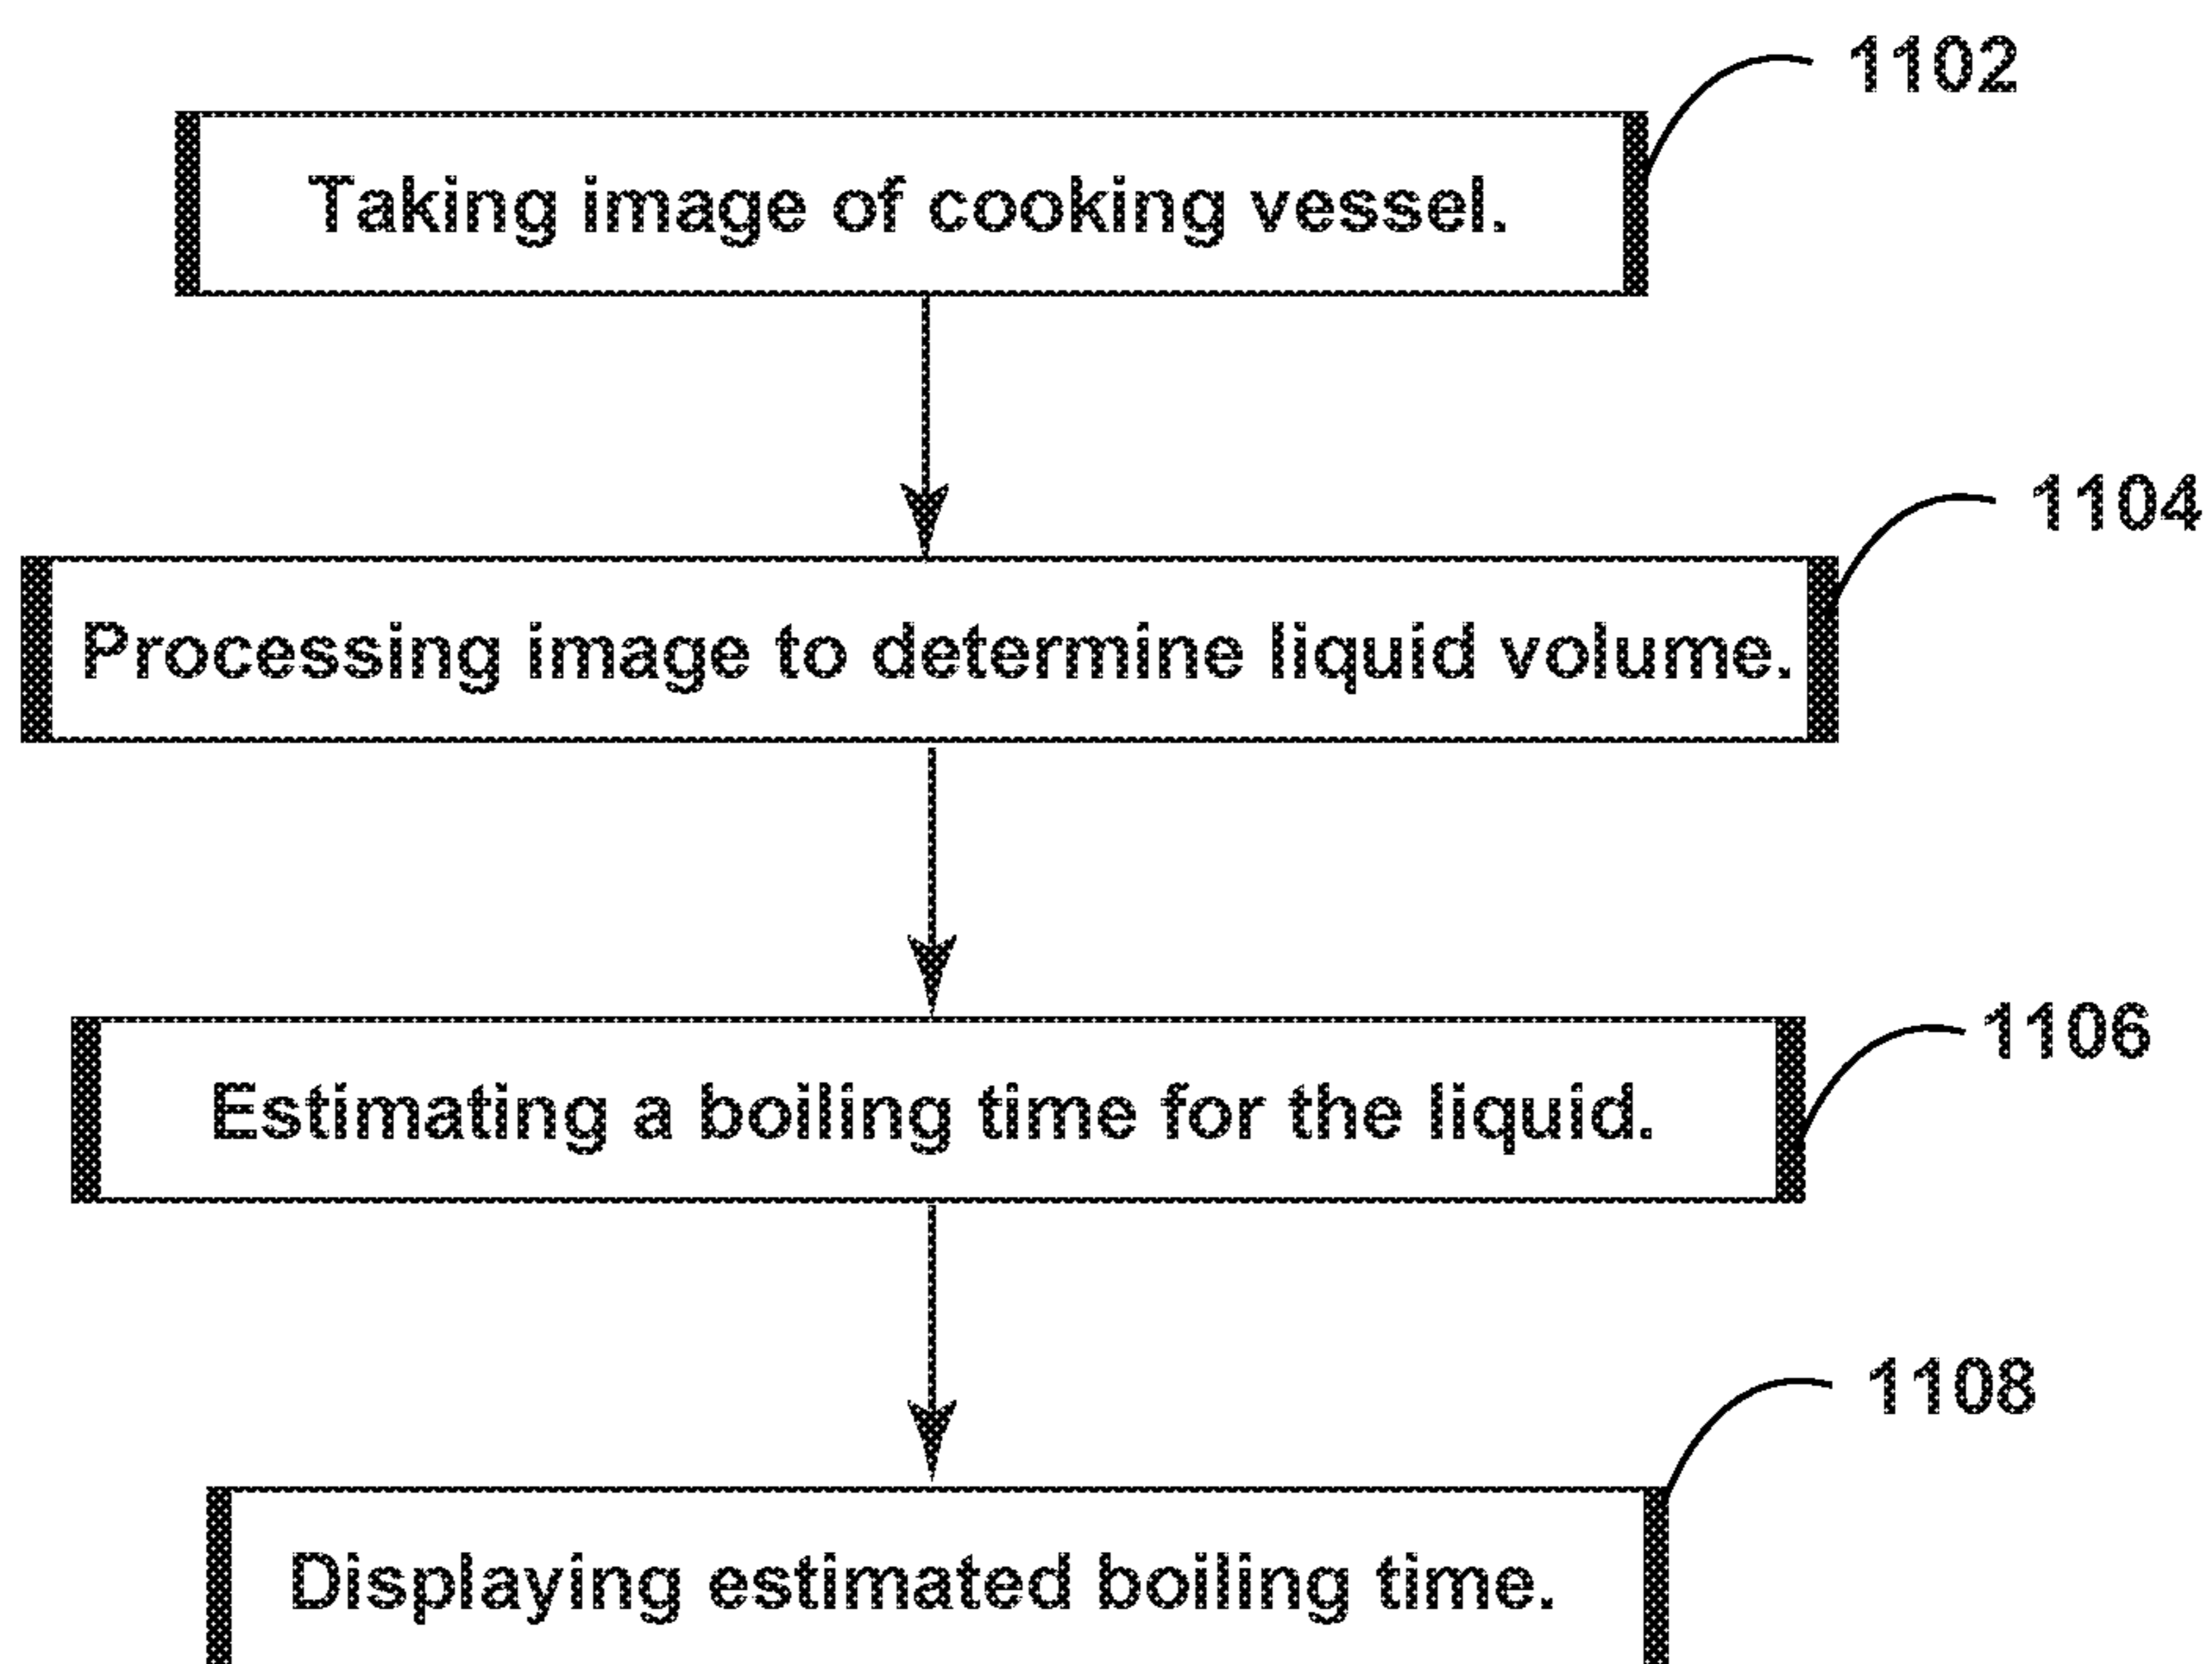 1102
Taking image of cooking vessel.
1104
Processing image to determine liquid volume.
1106
Estimating a boiling time for the liquid.
1108
Displaying estimated boiling time.